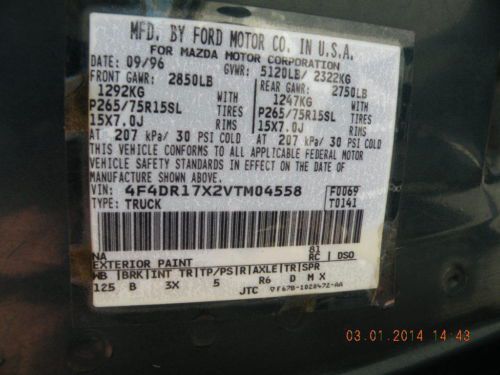 MFD. BY FORD MOTOR CO. IN U.S.A.
FOR MAZDA MOTOR CORPORATION
DATE: 09/96 GVWR: 5120LB/ 2322KG
FRONT GAWR: 2850LB REAR GAWR: 2750LB
1292KG WITH 1247KG WITH
P265/75R15SL TIRES P265/75R15SL TIRES
15X7.0J RIMS 15X7.0J RIMS
AT 207 kPa/ 30 PSI COLD AT 207 kPa/ 30 PSI COLD
THIS VEHICLE CONFORMS TO ALL APPLICABLE FEDERAL MOTOR
VEHICLE SAFETY STANDARDS IN EFFECT ON THE DATE OF
MANUFACTURE SHOWN ABOVE.
VIN: 4F4DR17X2VTM04558 F0069
TYPE: TRUCK T0141
NA 81
EXTERIOR PAINT RC DSO
WB BRK INT TR TP/PS R AXLE TR SPR
125 B 3X 5 R6 D M X
JTC
03.01.2014 14:43